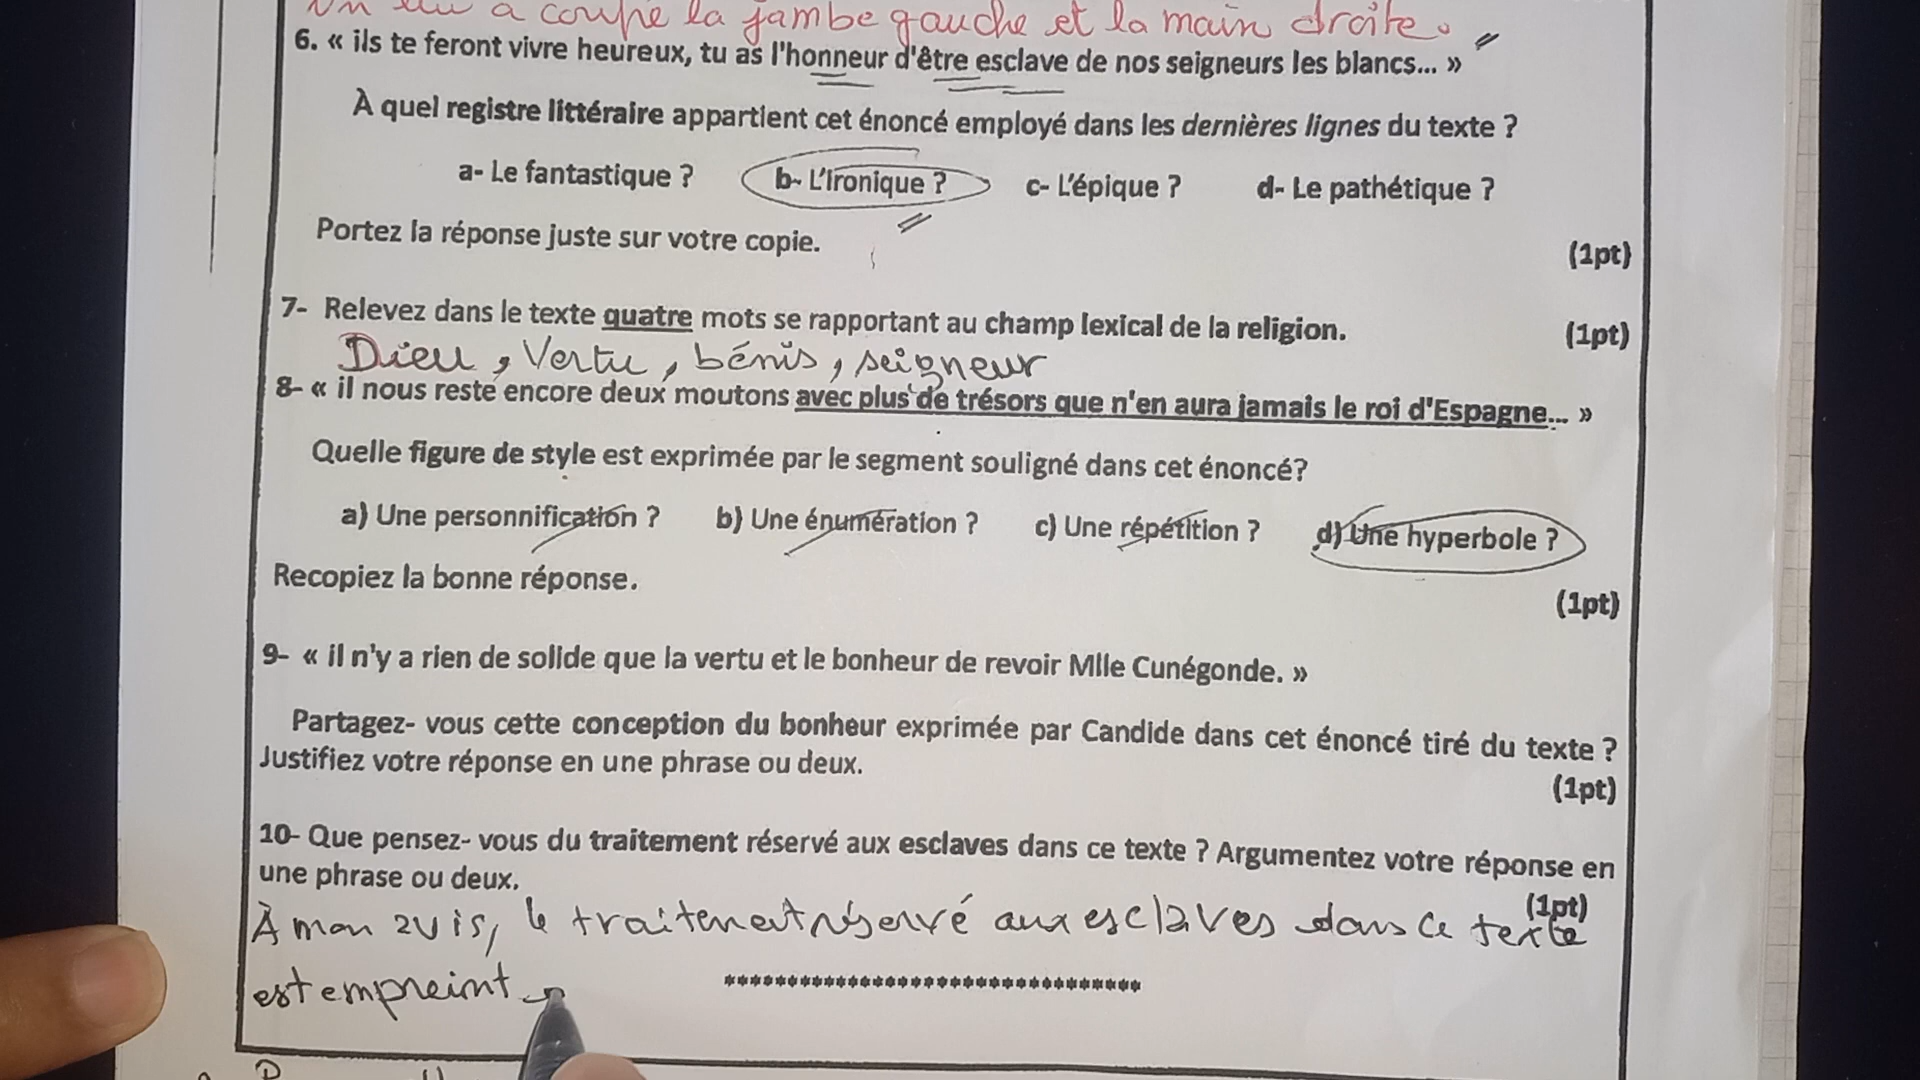 Un lui a coupé la jambe gauche et la main droite.
6. « ils te feront vivre heureux, tu as l'honneur d'être esclave de nos seigneurs les blancs... »
À quel registre littéraire appartient cet énoncé employé dans les dernières lignes du texte ?
a- Le fantastique ? b- L'Ironique ? c- L'épique ? d- Le pathétique ?
Portez la réponse juste sur votre copie.
(1pt)
7- Relevez dans le texte quatre mots se rapportant au champ lexical de la religion. (1pt)
Dieu, Vertu, bénis, seigneur
8- « il nous reste encore deux moutons avec plus de trésors que n'en aura jamais le roi d'Espagne... »
Quelle figure de style est exprimée par le segment souligné dans cet énoncé?
a) Une personnification ? b) Une énumération ? c) Une répétition ? d) Une hyperbole ?
Recopiez la bonne réponse.
(1pt)
9- « il n'y a rien de solide que la vertu et le bonheur de revoir Mlle Cunégonde. »
Partagez- vous cette conception du bonheur exprimée par Candide dans cet énoncé tiré du texte ?
Justifiez votre réponse en une phrase ou deux.
(1pt)
10- Que pensez- vous du traitement réservé aux esclaves dans ce texte ? Argumentez votre réponse en
une phrase ou deux.
(1pt)
À mon avis, le traitement réservé aux esclaves dans ce texte
est empreint
**********************************